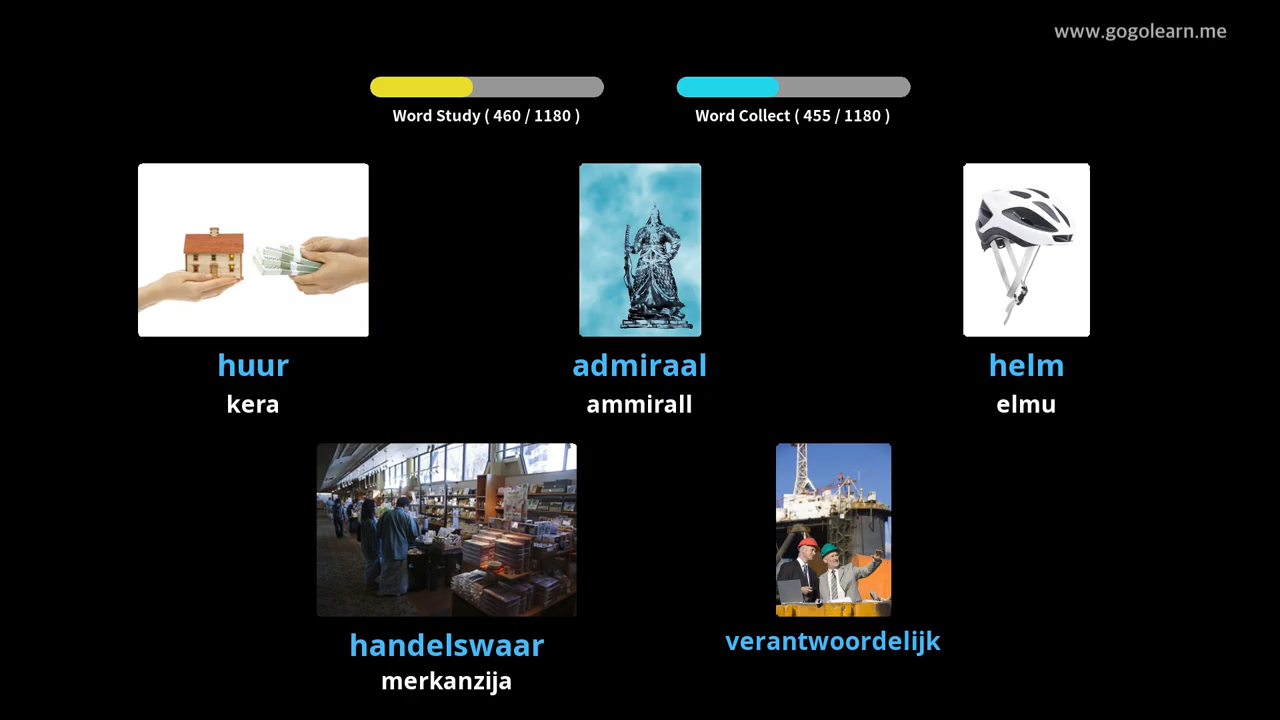 www.gogolearn.me
Word Study ( 460 / 1180 )
Word Collect ( 455 / 1180 )
huur
kera
admiraal
ammirall
helm
elmu
handelswaar
merkanzija
verantwoordelijk